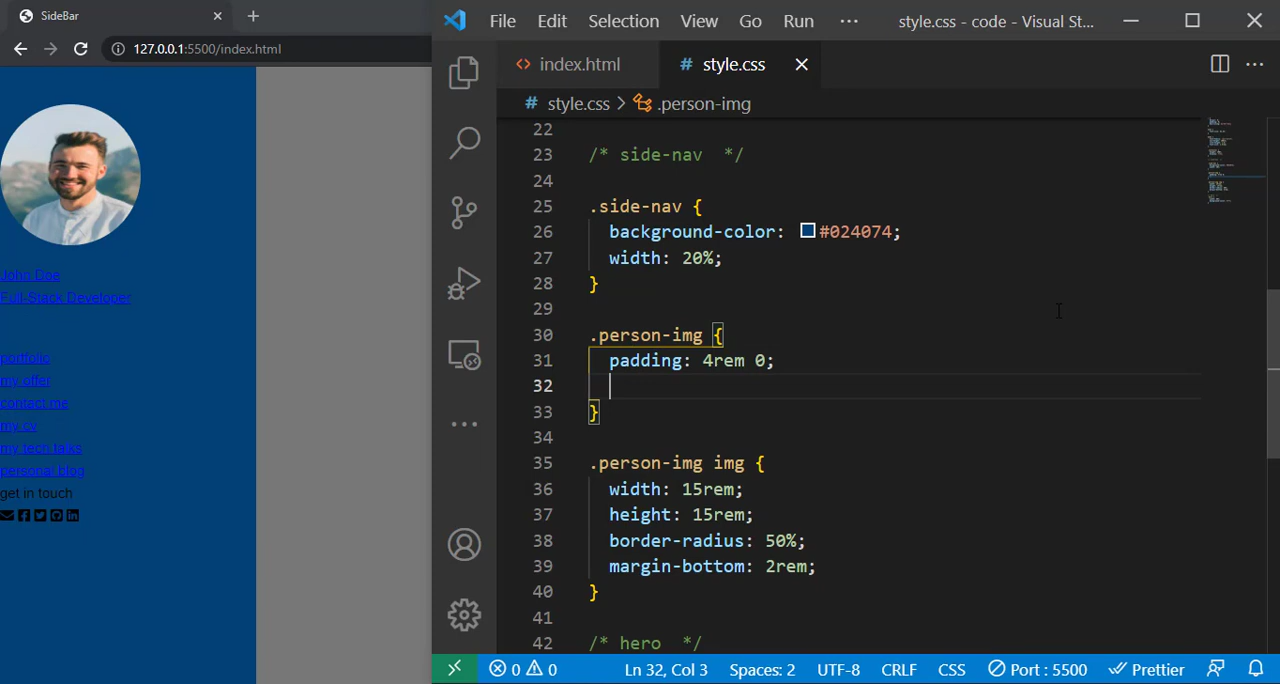 SideBar
127.0.0.1:5500/index.html
John Doe
Full-Stack Developer
portfolio
my offer
contact me
my cv
my tech talks
personal blog
get in touch
File Edit Selection View Go Run ··· style.css - code - Visual St...
index.html
# style.css
# style.css > .person-img
22
23 /* side-nav */
24
25 .side-nav {
26 background-color: #024074;
27 width: 20%;
28 }
29
30 .person-img {
31 padding: 4rem 0;
32
33 }
34
35 .person-img img {
36 width: 15rem;
37 height: 15rem;
38 border-radius: 50%;
39 margin-bottom: 2rem;
40 }
41
42 /* hero */
0 0 Ln 32, Col 3 Spaces: 2 UTF-8 CRLF CSS Port : 5500 Prettier